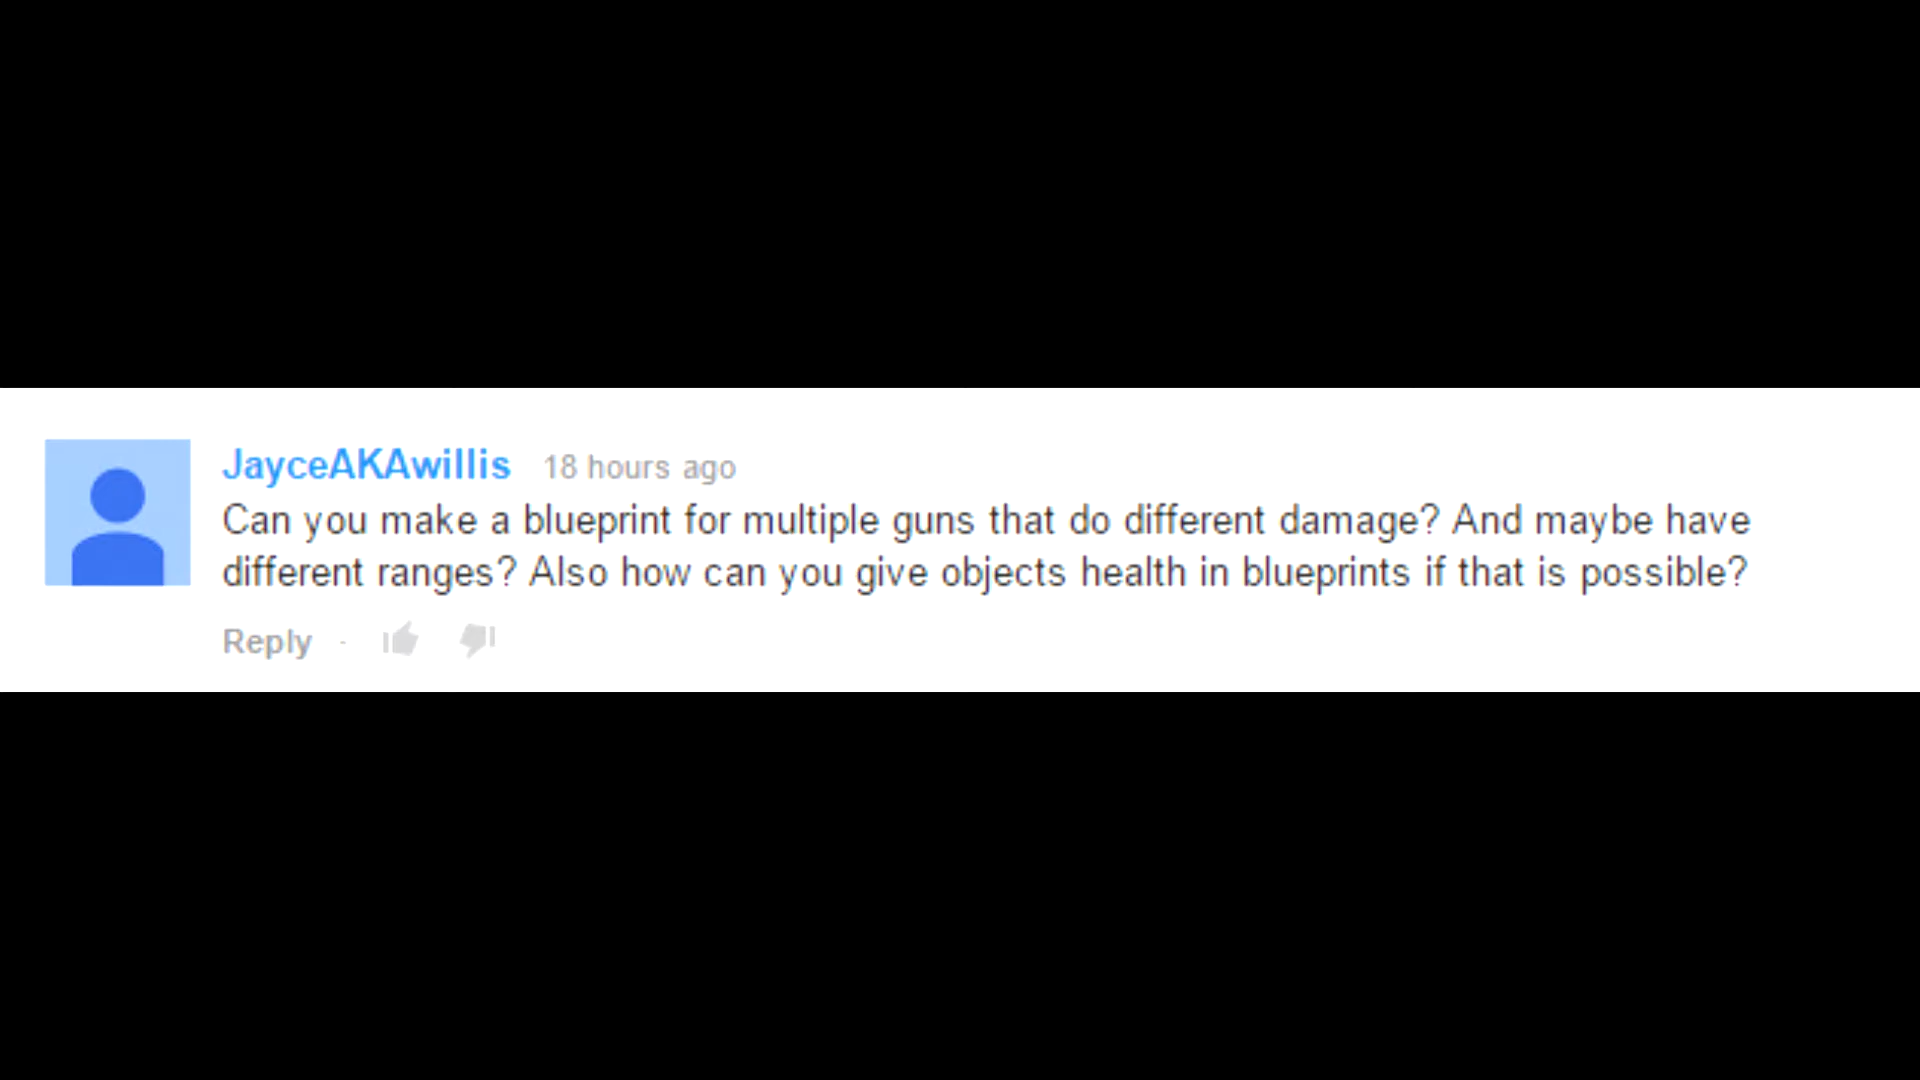 JayceAKAwillis 18 hours ago
Can you make a blueprint for multiple guns that do different damage? And maybe have
different ranges? Also how can you give objects health in blueprints if that is possible?
Reply ·